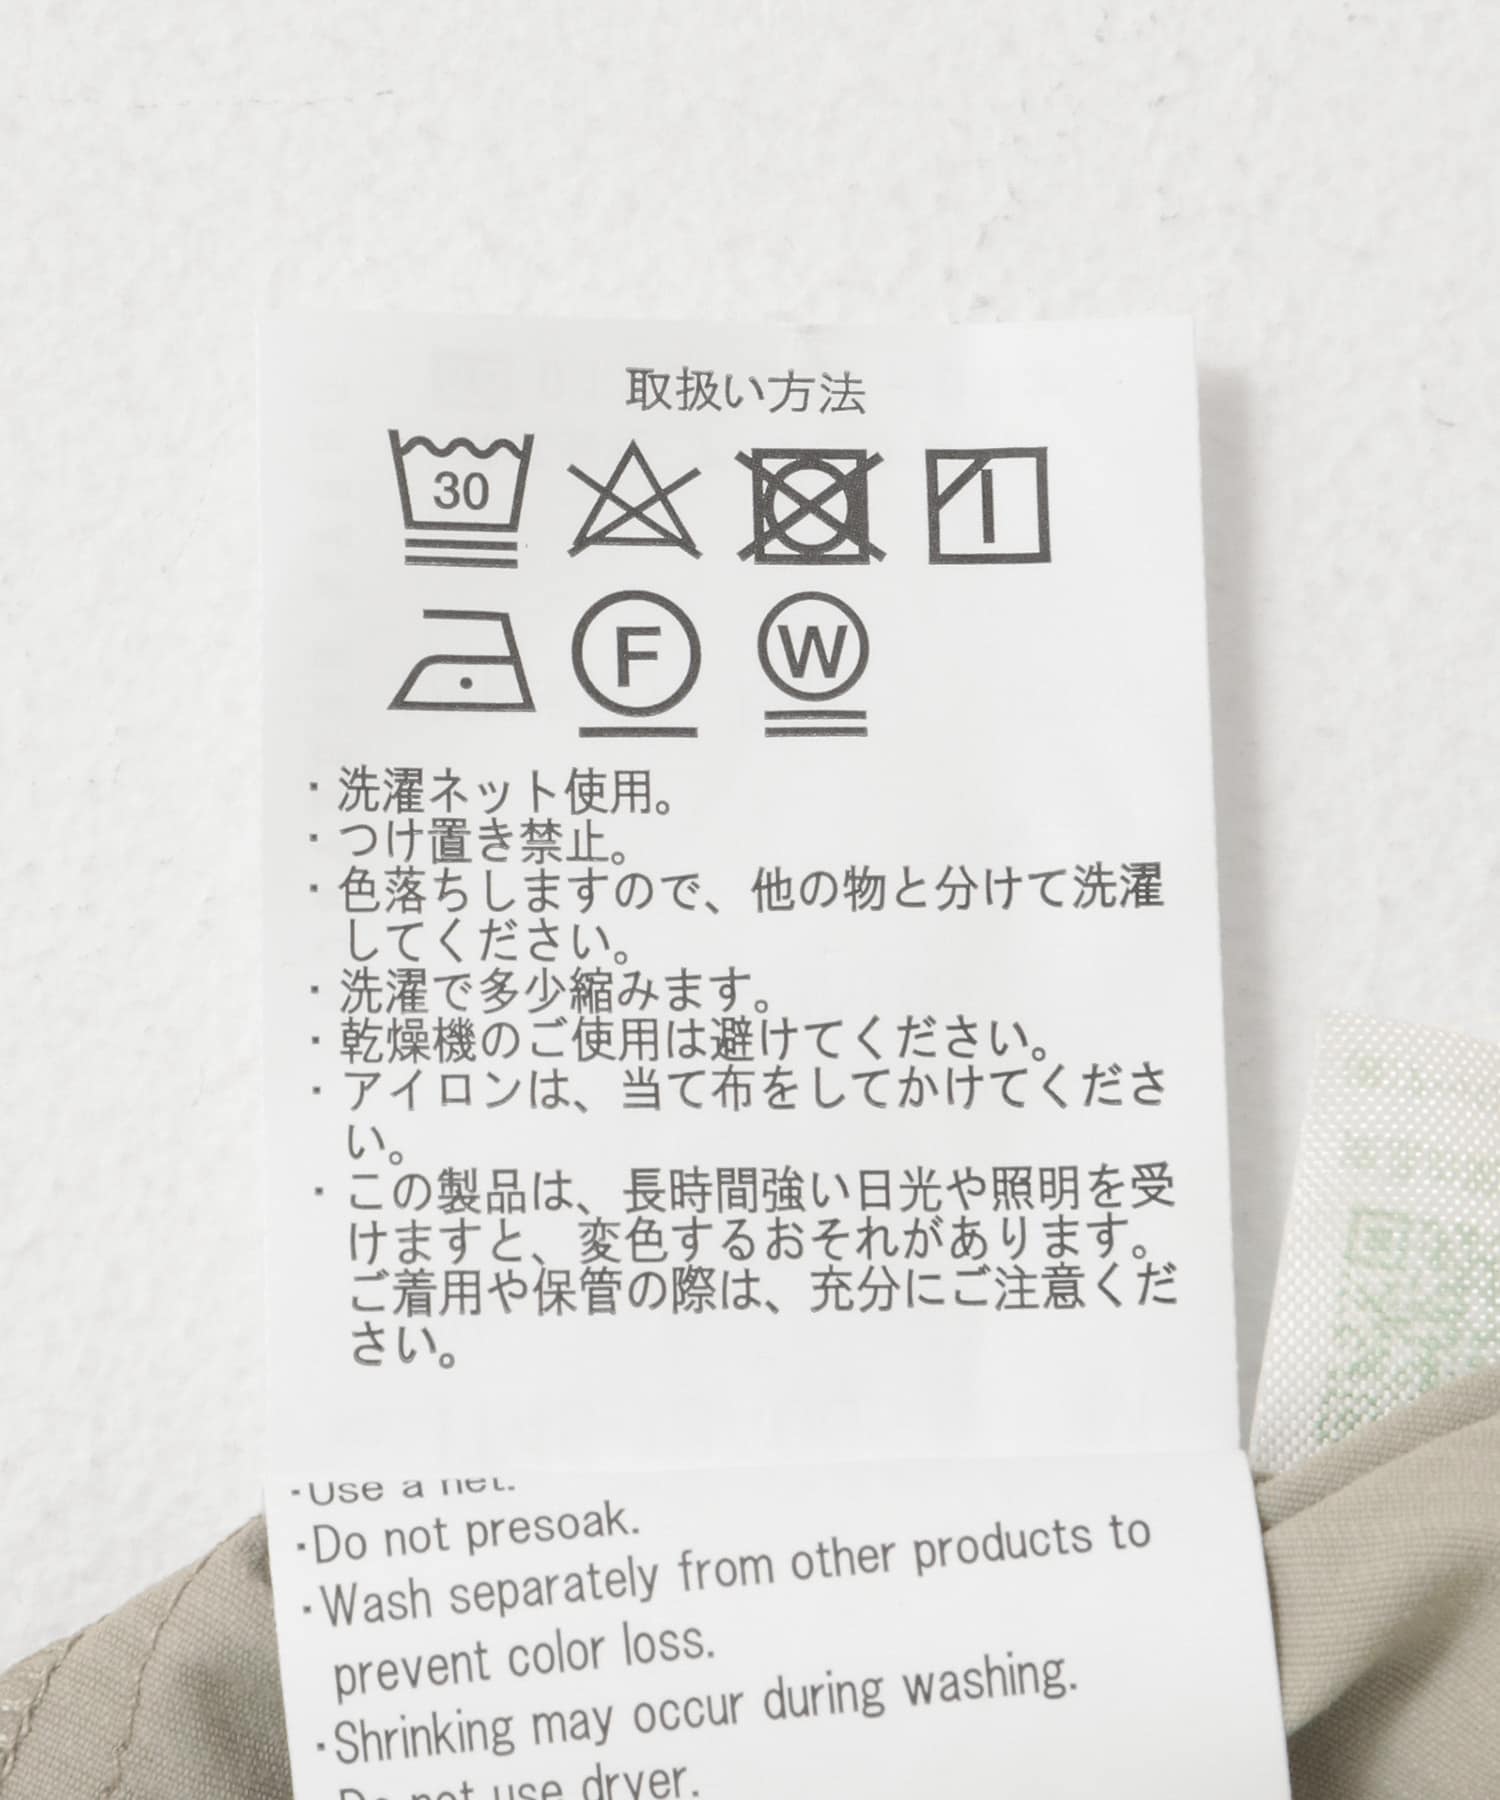 取扱い方法
30
F W
・洗濯ネット使用。
・つけ置き禁止。
・色落ちしますので、他の物と分けて洗濯
してください。
・洗濯で多少縮みます。
・乾燥機のご使用は避けてください。
・アイロンは、当て布をしてかけてくださ
い。
・この製品は、長時間強い日光や照明を受
けますと、変色するおそれがあります。
ご着用や保管の際は、充分にご注意くだ
さい。
・Use a net.
・Do not presoak.
・Wash separately from other products to
prevent color loss.
・Shrinking may occur during washing.
Do not use dryer.